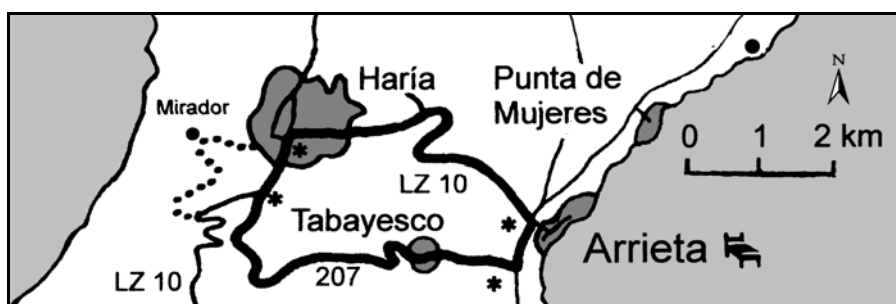 Haría
Punta de
Mujeres
N
Mirador
0 1 2 km
LZ 10
Tabayesco
Arrieta
LZ 10
207